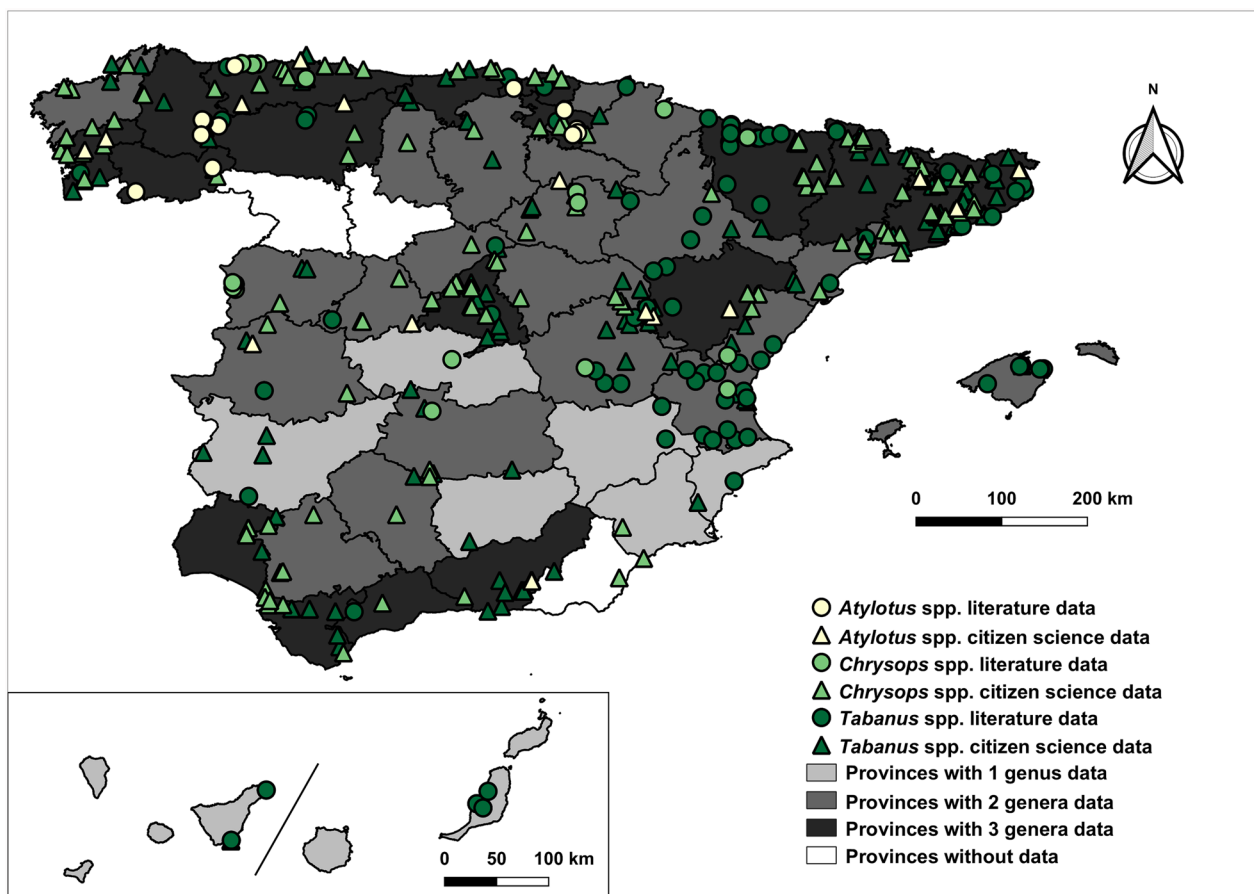 N
0 100 200 km
Atylotus spp. literature data
Atylotus spp. citizen science data
Chrysops spp. literature data
Chrysops spp. citizen science data
Tabanus spp. literature data
Tabanus spp. citizen science data
Provinces with 1 genus data
Provinces with 2 genera data
Provinces with 3 genera data
Provinces without data
0 50 100 km